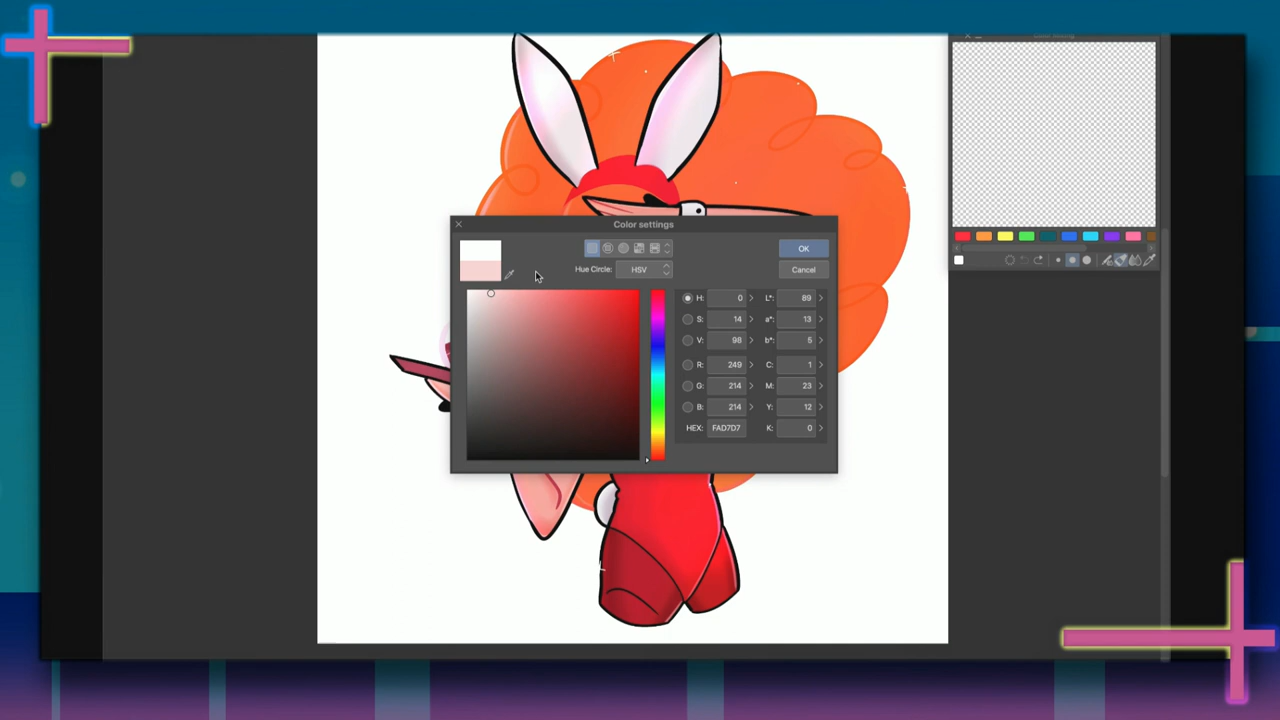 Color settings
OK
Hue Circle: HSV
Cancel
H: 0 L*: 89
S: 14 a*: 13
V: 98 b*: 5
R: 249 C: 1
G: 214 M: 23
B: 214 Y: 12
HEX: FAD7D7 K: 0